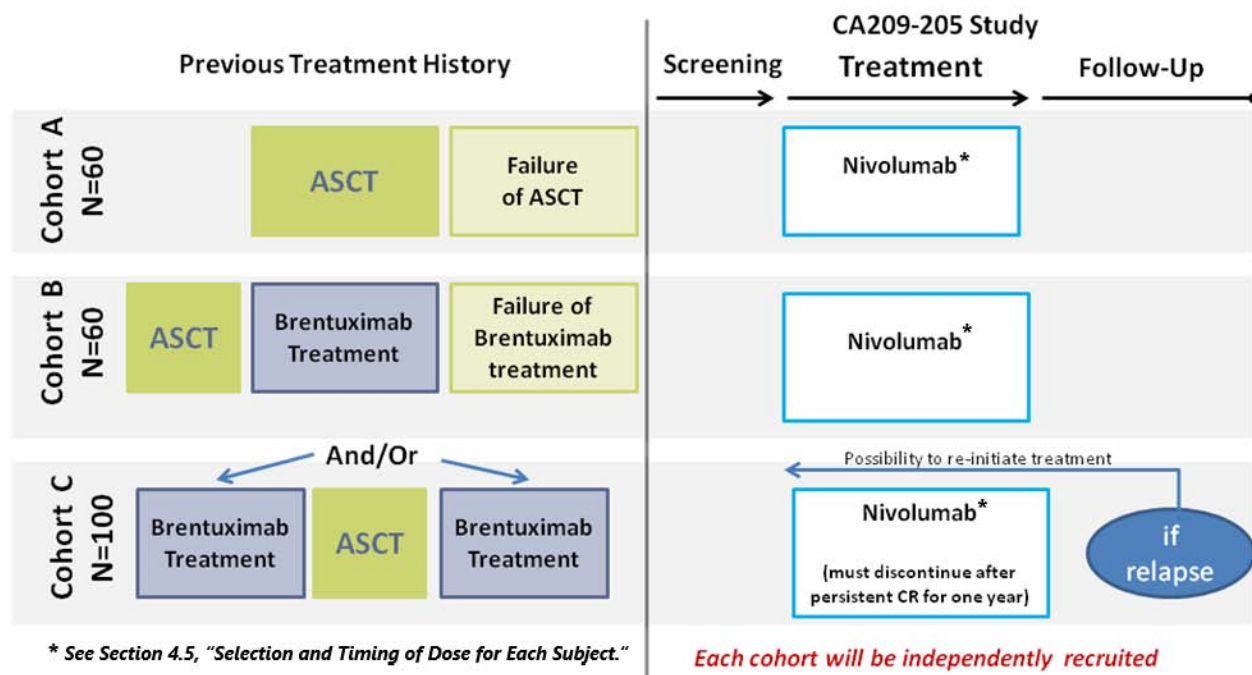 CA209-205 Study
Previous Treatment History
Screening
Treatment
Follow-Up
Cohort A
N=60
ASCT
Failure
of ASCT
Nivolumab*
Cohort B
N=60
ASCT
Brentuximab
Treatment
Failure of
Brentuximab
treatment
Nivolumab*
Cohort C
N=100
And/Or
Brentuximab
Treatment
ASCT
Brentuximab
Treatment
Possibility to re-initiate treatment
Nivolumab*
(must discontinue after
persistent CR for one year)
if
relapse
* See Section 4.5, “Selection and Timing of Dose for Each Subject.“
Each cohort will be independently recruited